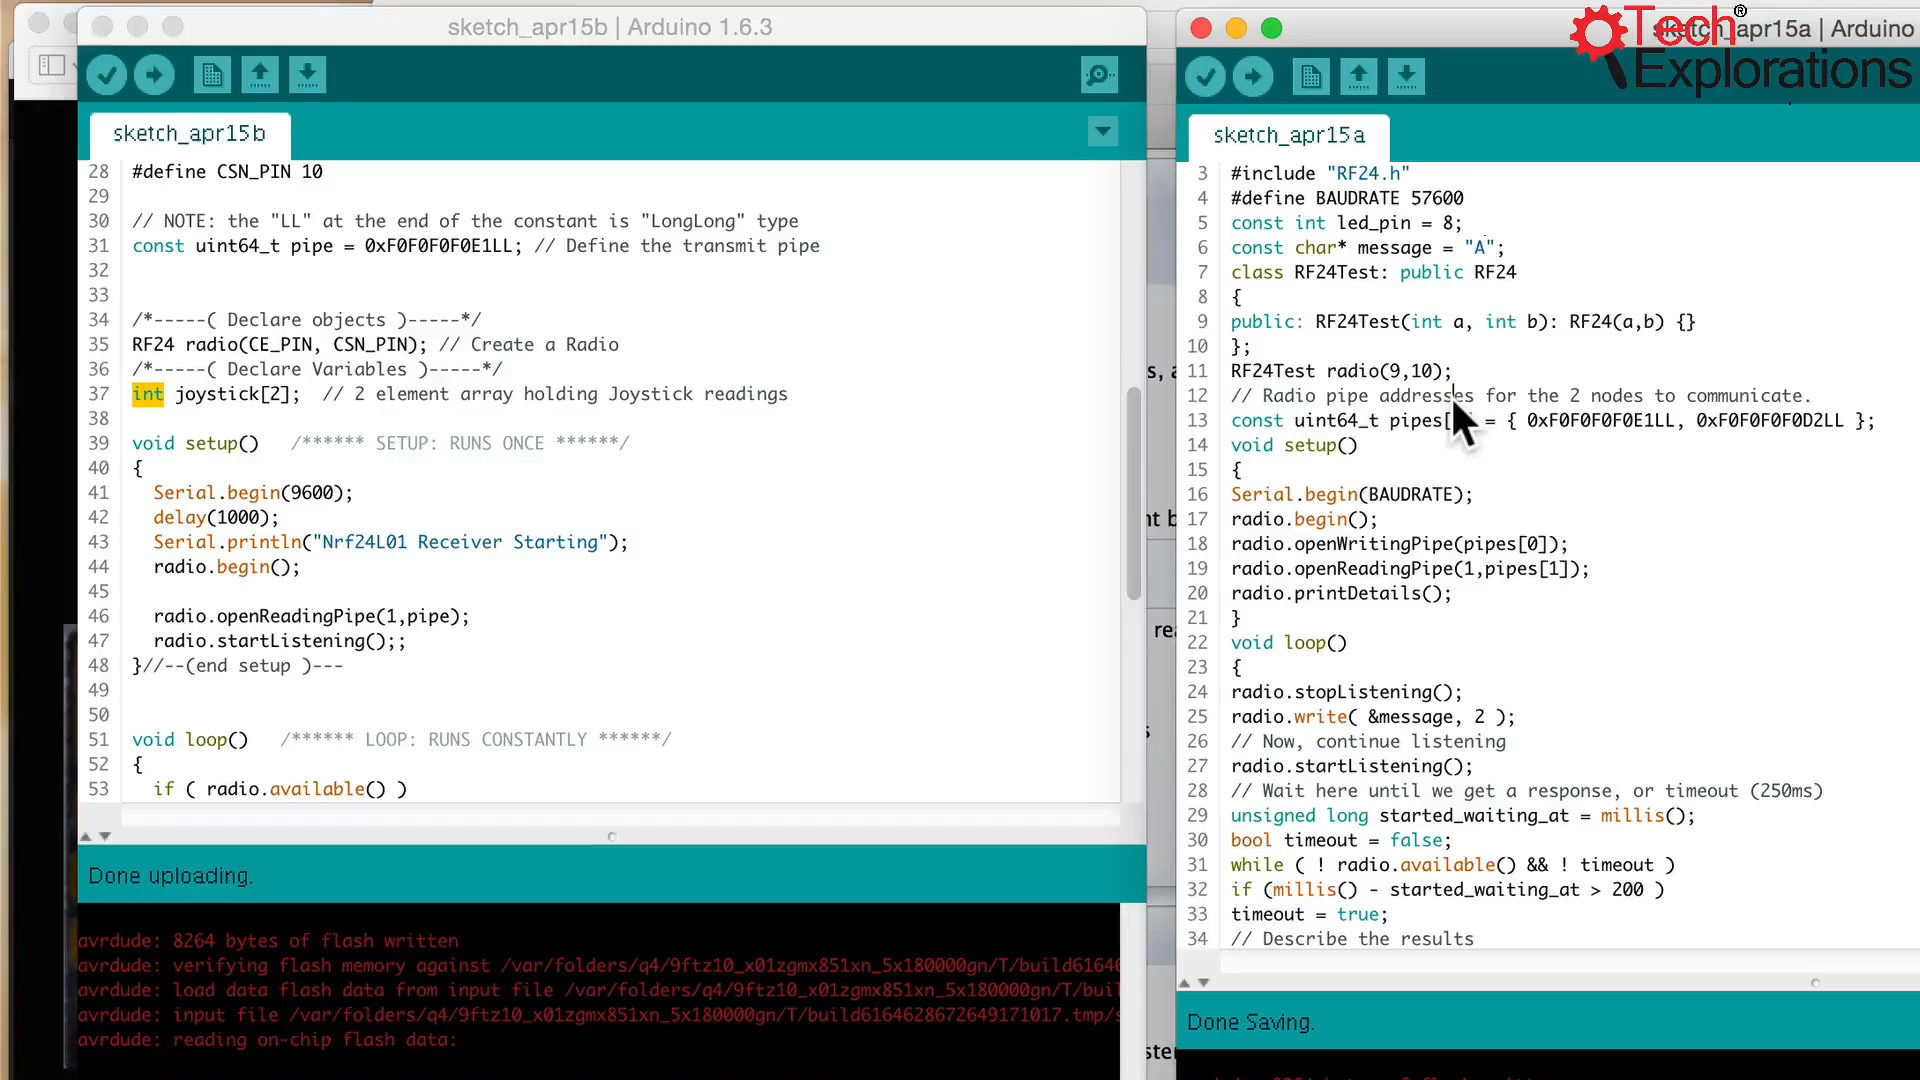 sketch_apr15b | Arduino 1.6.3
sketch_apr15b
28 #define CSN_PIN 10
29
30 // NOTE: the "LL" at the end of the constant is "LongLong" type
31 const uint64_t pipe = 0xF0F0F0F0E1LL; // Define the transmit pipe
32
33
34 /*-----( Declare objects )-----*/
35 RF24 radio(CE_PIN, CSN_PIN); // Create a Radio
36 /*-----( Declare Variables )-----*/
37 int joystick[2]; // 2 element array holding Joystick readings
38
39 void setup() /****** SETUP: RUNS ONCE ******/
40 {
41 Serial.begin(9600);
42 delay(1000);
43 Serial.println("Nrf24L01 Receiver Starting");
44 radio.begin();
45
46 radio.openReadingPipe(1,pipe);
47 radio.startListening();;
48 }//--(end setup )---
49
50
51 void loop() /****** LOOP: RUNS CONSTANTLY ******/
52 {
53 if ( radio.available() )
Done uploading.
avrdude: 8264 bytes of flash written
avrdude: verifying flash memory against /var/folders/q4/9ftz10_x01zgmx851xn_5x180000gn/T/build61646
avrdude: load data flash data from input file /var/folders/q4/9ftz10_x01zgmx851xn_5x180000gn/T/buil
avrdude: input file /var/folders/q4/9ftz10_x01zgmx851xn_5x180000gn/T/build6164628672649171017.tmp/s
avrdude: reading on-chip flash data:
Tech®
Explorations
apr15a | Arduino
sketch_apr15a
3 #include "RF24.h"
4 #define BAUDRATE 57600
5 const int led_pin = 8;
6 const char* message = "A";
7 class RF24Test: public RF24
8 {
9 public: RF24Test(int a, int b): RF24(a,b) {}
10 };
11 RF24Test radio(9,10);
12 // Radio pipe addresses for the 2 nodes to communicate.
13 const uint64_t pipes[ = { 0xF0F0F0F0E1LL, 0xF0F0F0F0D2LL };
14 void setup()
15 {
16 Serial.begin(BAUDRATE);
17 radio.begin();
18 radio.openWritingPipe(pipes[0]);
19 radio.openReadingPipe(1,pipes[1]);
20 radio.printDetails();
21 }
22 void loop()
23 {
24 radio.stopListening();
25 radio.write( &message, 2 );
26 // Now, continue listening
27 radio.startListening();
28 // Wait here until we get a response, or timeout (250ms)
29 unsigned long started_waiting_at = millis();
30 bool timeout = false;
31 while ( ! radio.available() && ! timeout )
32 if (millis() - started_waiting_at > 200 )
33 timeout = true;
34 // Describe the results
Done Saving.